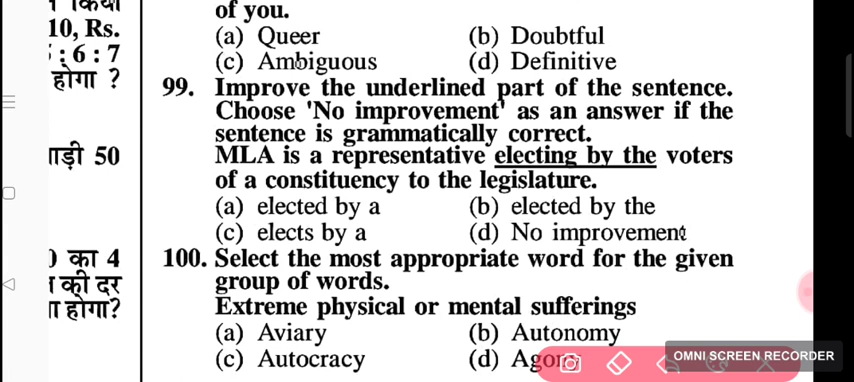 10, Rs.
: 6 : 7
होगा ?
ाड़ी 50
का 4
की दर
होगा?
of you.
(a) Queer (b) Doubtful
(c) Ambiguous (d) Definitive
99. Improve the underlined part of the sentence.
Choose 'No improvement' as an answer if the
sentence is grammatically correct.
MLA is a representative electing by the voters
of a constituency to the legislature.
(a) elected by a (b) elected by the
(c) elects by a (d) No improvement
100. Select the most appropriate word for the given
group of words.
Extreme physical or mental sufferings
(a) Aviary (b) Autonomy
(c) Autocracy (d)
OMNI SCREEN RECORDER